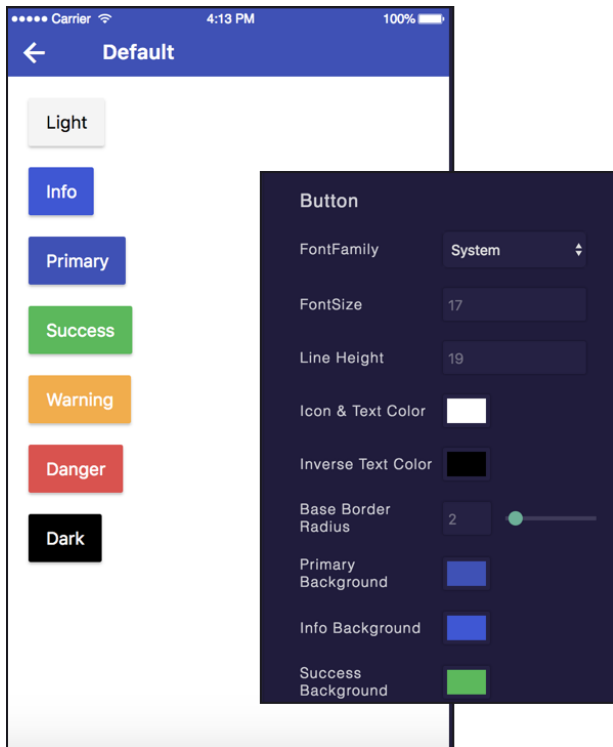 Carrier 4:13 PM 100%
Default
Light
Info
Primary
Success
Warning
Danger
Dark
Button
FontFamily System
FontSize 17
Line Height 19
Icon & Text Color
Inverse Text Color
Base Border
Radius 2
Primary
Background
Info Background
Success
Background